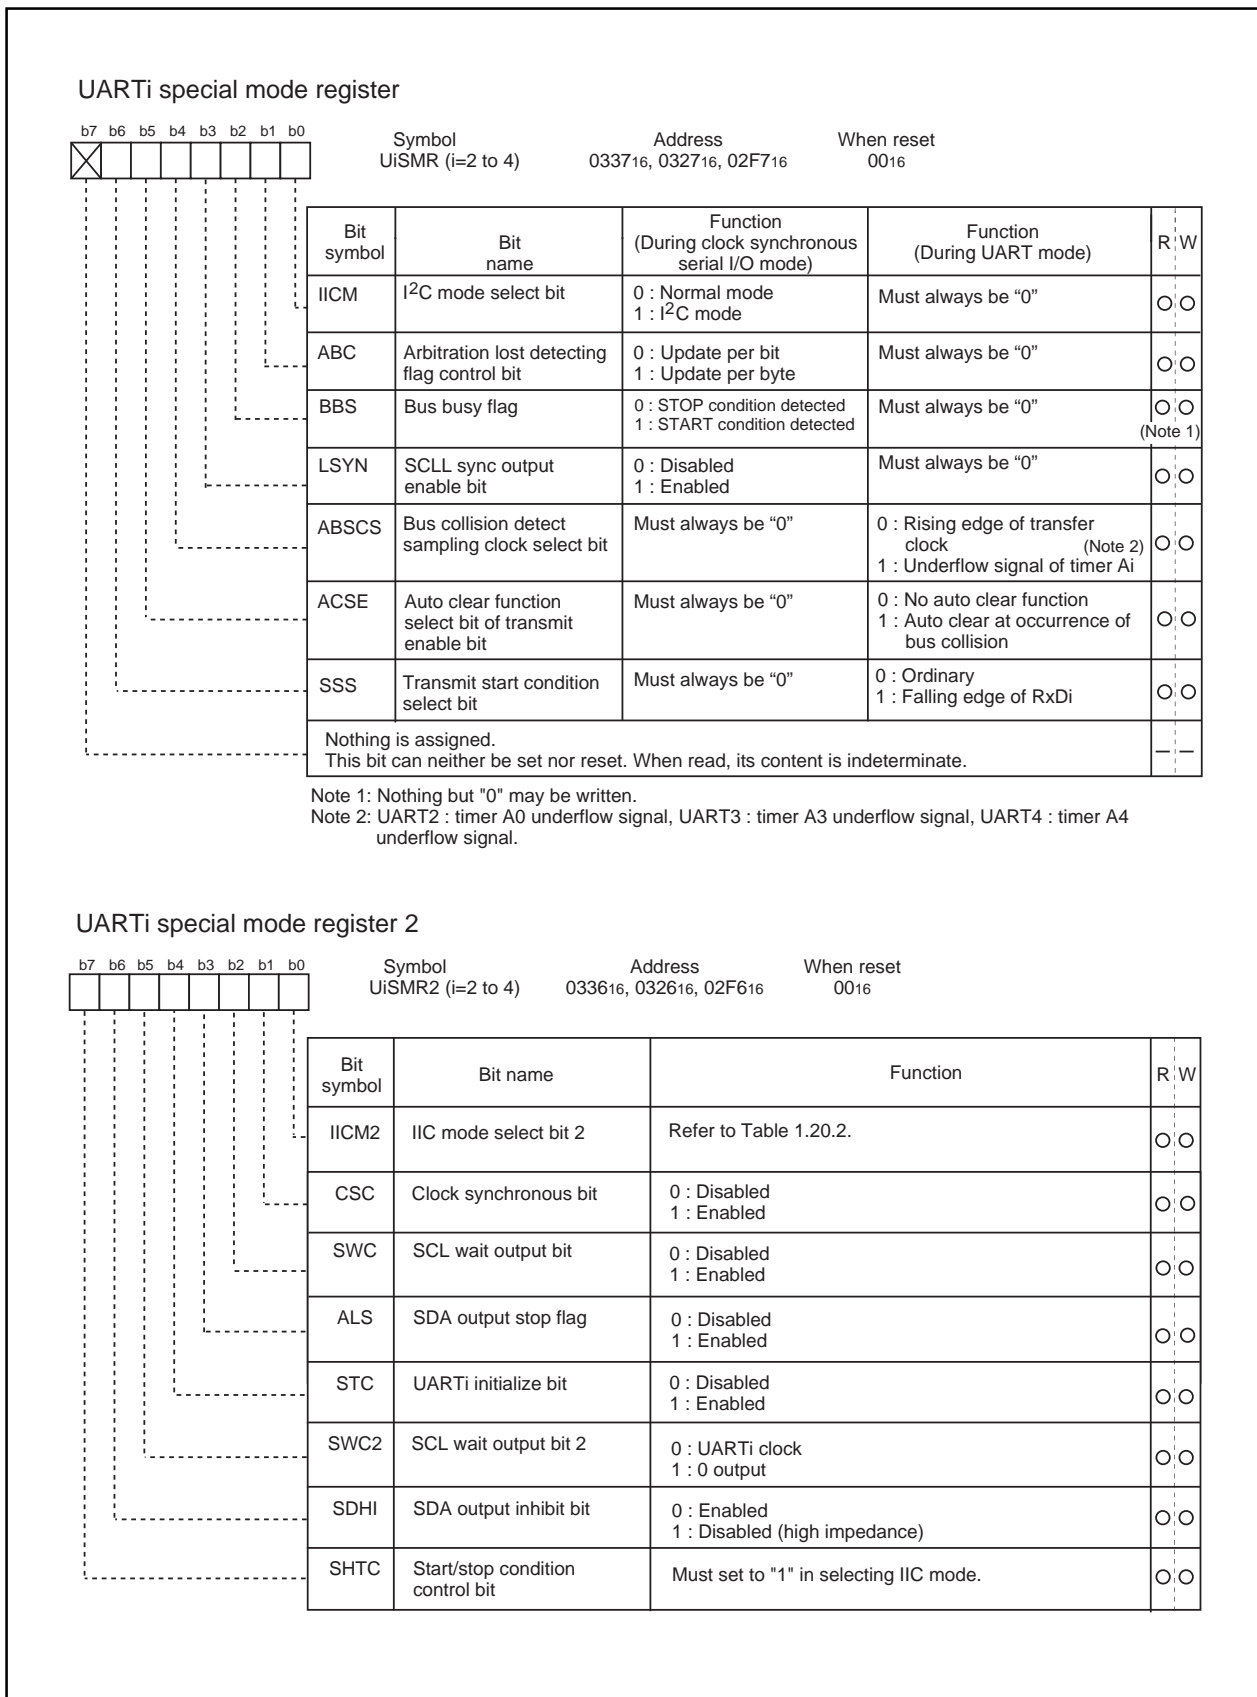 UARTi special mode register
b7 b6 b5 b4 b3 b2 b1 b0
Symbol Address When reset
UiSMR (i=2 to 4) 033716, 032716, 02F716 0016
Bit symbol Bit name Function (During clock synchronous serial I/O mode) Function (During UART mode) R W
IICM I2C mode select bit 0 : Normal mode Must always be “0”
1 : I2C mode
ABC Arbitration lost detecting 0 : Update per bit Must always be “0”
flag control bit 1 : Update per byte
BBS Bus busy flag 0 : STOP condition detected Must always be “0”
1 : START condition detected (Note 1)
LSYN SCLL sync output 0 : Disabled Must always be “0”
enable bit 1 : Enabled
ABSCS Bus collision detect Must always be “0” 0 : Rising edge of transfer
sampling clock select bit clock (Note 2)
1 : Underflow signal of timer Ai
ACSE Auto clear function Must always be “0” 0 : No auto clear function
select bit of transmit 1 : Auto clear at occurrence of
enable bit bus collision
SSS Transmit start condition Must always be “0” 0 : Ordinary
select bit 1 : Falling edge of RxDi
Nothing is assigned.
This bit can neither be set nor reset. When read, its content is indeterminate. – –
Note 1: Nothing but "0" may be written.
Note 2: UART2 : timer A0 underflow signal, UART3 : timer A3 underflow signal, UART4 : timer A4
underflow signal.
UARTi special mode register 2
b7 b6 b5 b4 b3 b2 b1 b0
Symbol Address When reset
UiSMR2 (i=2 to 4) 033616, 032616, 02F616 0016
Bit symbol Bit name Function R W
IICM2 IIC mode select bit 2 Refer to Table 1.20.2.
CSC Clock synchronous bit 0 : Disabled
1 : Enabled
SWC SCL wait output bit 0 : Disabled
1 : Enabled
ALS SDA output stop flag 0 : Disabled
1 : Enabled
STC UARTi initialize bit 0 : Disabled
1 : Enabled
SWC2 SCL wait output bit 2 0 : UARTi clock
1 : 0 output
SDHI SDA output inhibit bit 0 : Enabled
1 : Disabled (high impedance)
SHTC Start/stop condition Must set to "1" in selecting IIC mode.
control bit